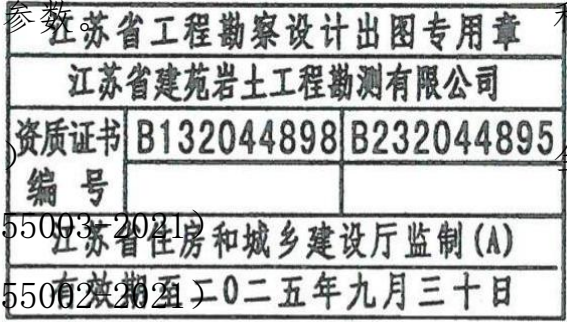 参数。
江苏省工程勘察设计出图专用章
江苏省建苑岩土工程勘测有限公司
资质证书 B132044898 B232044895
编号
55003-2021)
江苏省住房和城乡建设厅监制(A)
55002-2021)
有效期至二〇二五年九月三十日